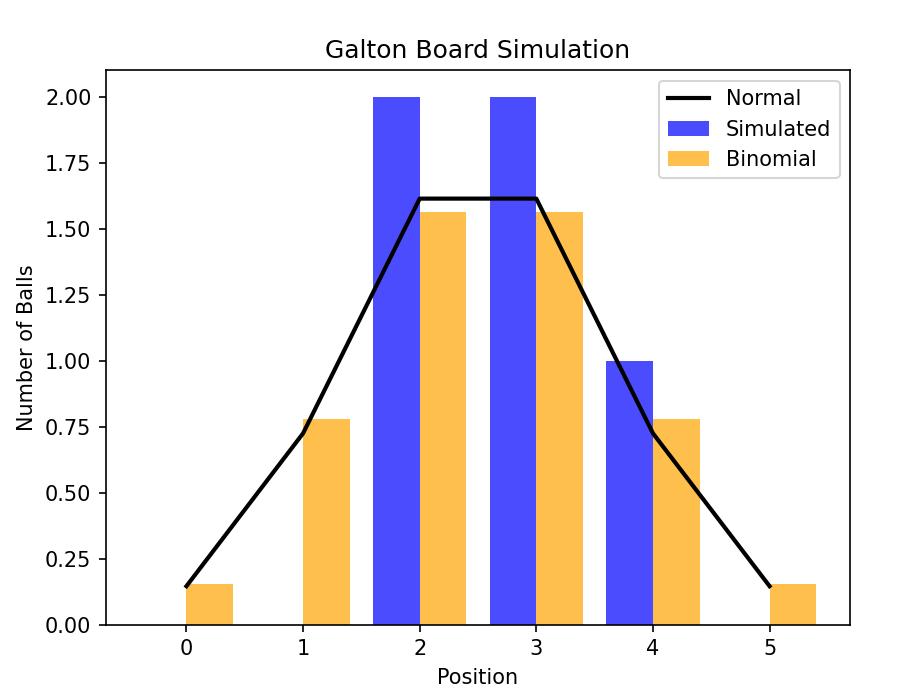 Galton Board Simulation
Normal
Simulated
Binomial
2.00
1.75
1.50
1.25
1.00
0.75
0.50
0.25
0.00
Number of Balls
0 1 2 3 4 5
Position